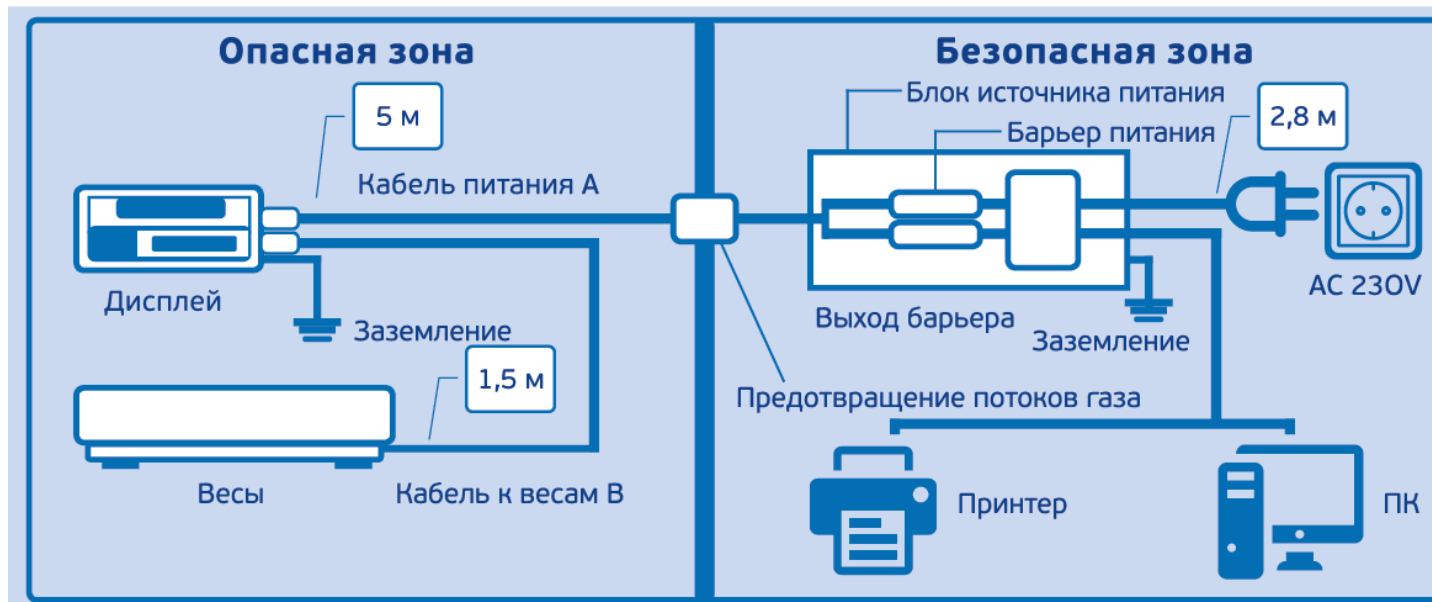 Опасная зона
Безопасная зона
Блок источника питания
5 м
2,8 м
Барьер питания
Кабель питания А
AC 230V
Дисплей
Выход барьера
Заземление
Заземление
1,5 м
Предотвращение потоков газа
Весы
Кабель к весам В
Принтер
ПК